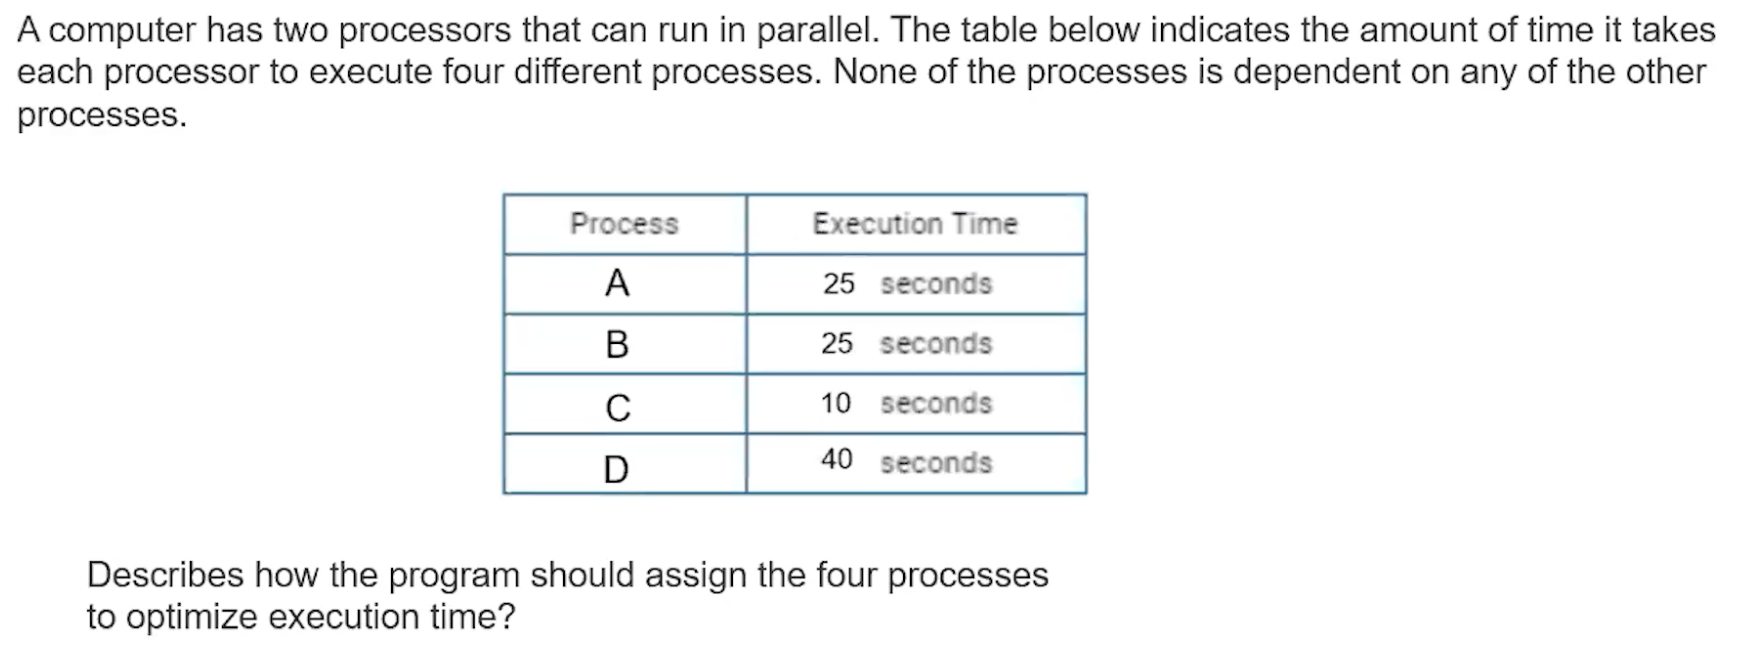 A computer has two processors that can run in parallel. The table below indicates the amount of time it takes
each processor to execute four different processes. None of the processes is dependent on any of the other
processes.
Process Execution Time
A 25 seconds
B 25 seconds
C 10 seconds
D 40 seconds
Describes how the program should assign the four processes
to optimize execution time?